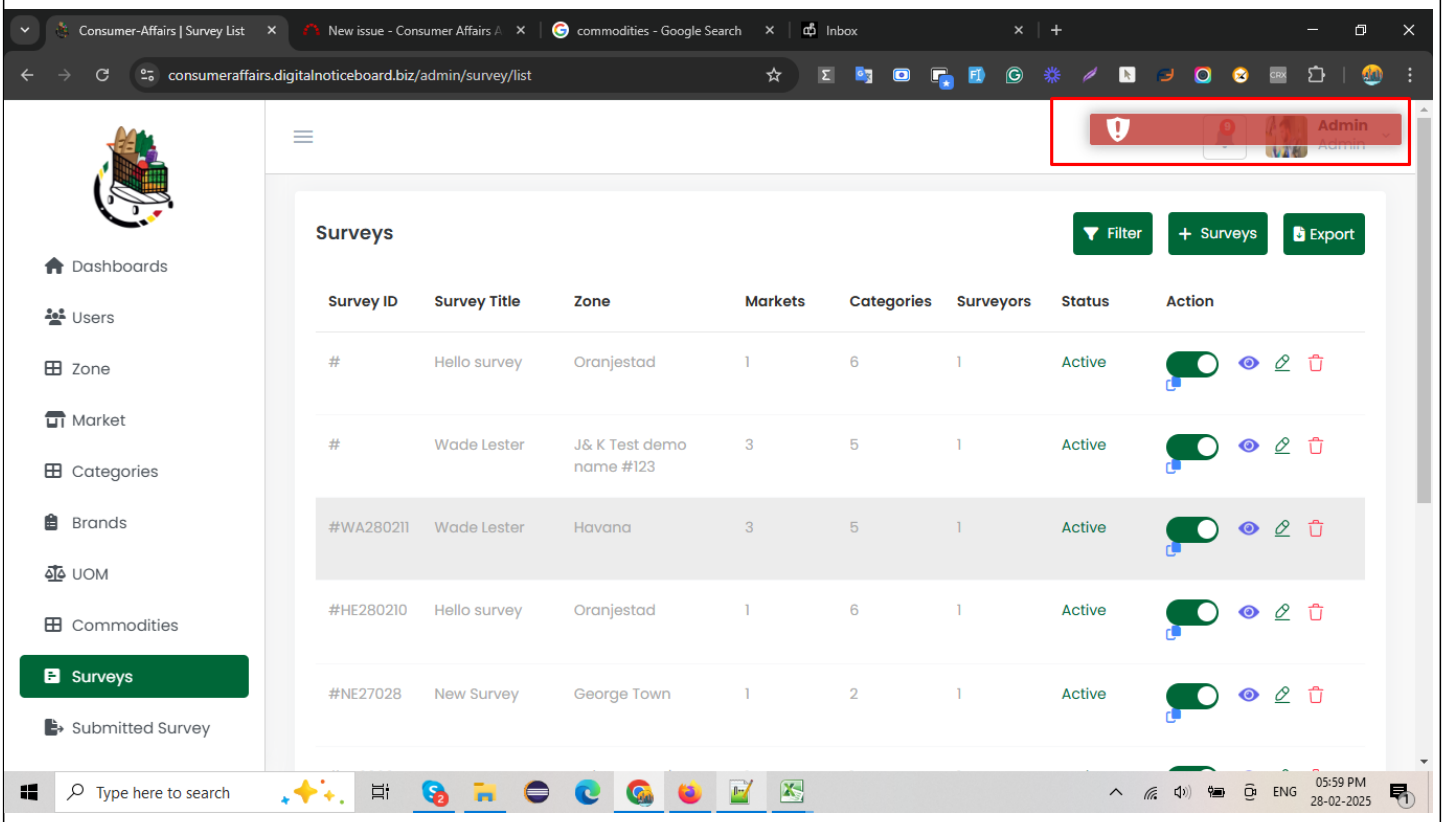 Consumer-Affairs | Survey List
New issue - Consumer Affairs A
commodities - Google Search
Inbox
consumeraffairs.digitalnoticeboard.biz/admin/survey/list
CRX
Admin
Admin
Dashboards
Users
Zone
Market
Categories
Brands
UOM
Commodities
Surveys
Submitted Survey
Surveys
Filter
+ Surveys
Export
Survey ID Survey Title Zone Markets Categories Surveyors Status Action
# Hello survey Oranjestad 1 6 1 Active
# Wade Lester J& K Test demo name #123 3 5 1 Active
#WA280211 Wade Lester Havana 3 5 1 Active
#HE280210 Hello survey Oranjestad 1 6 1 Active
#NE27028 New Survey George Town 1 2 1 Active
Type here to search
ENG
05:59 PM
28-02-2025